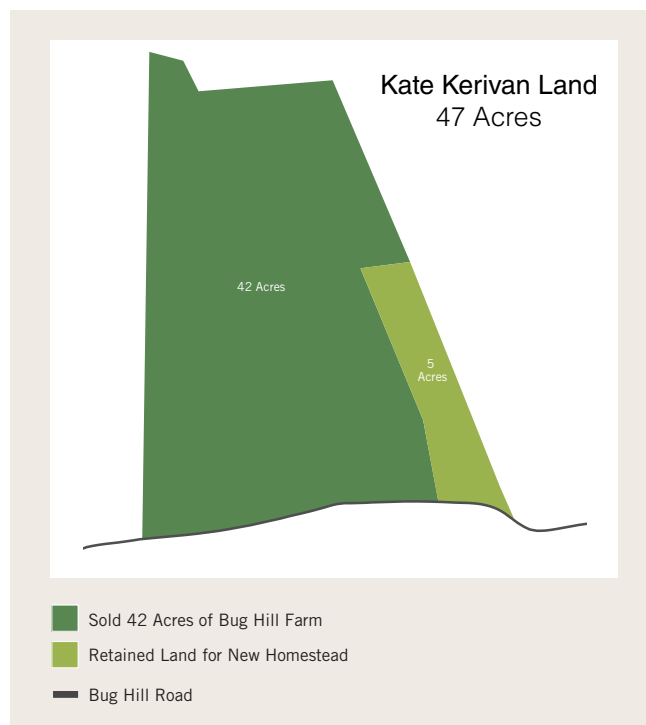 Kate Kerivan Land
47 Acres
42 Acres
5
Acres
Sold 42 Acres of Bug Hill Farm
Retained Land for New Homestead
Bug Hill Road